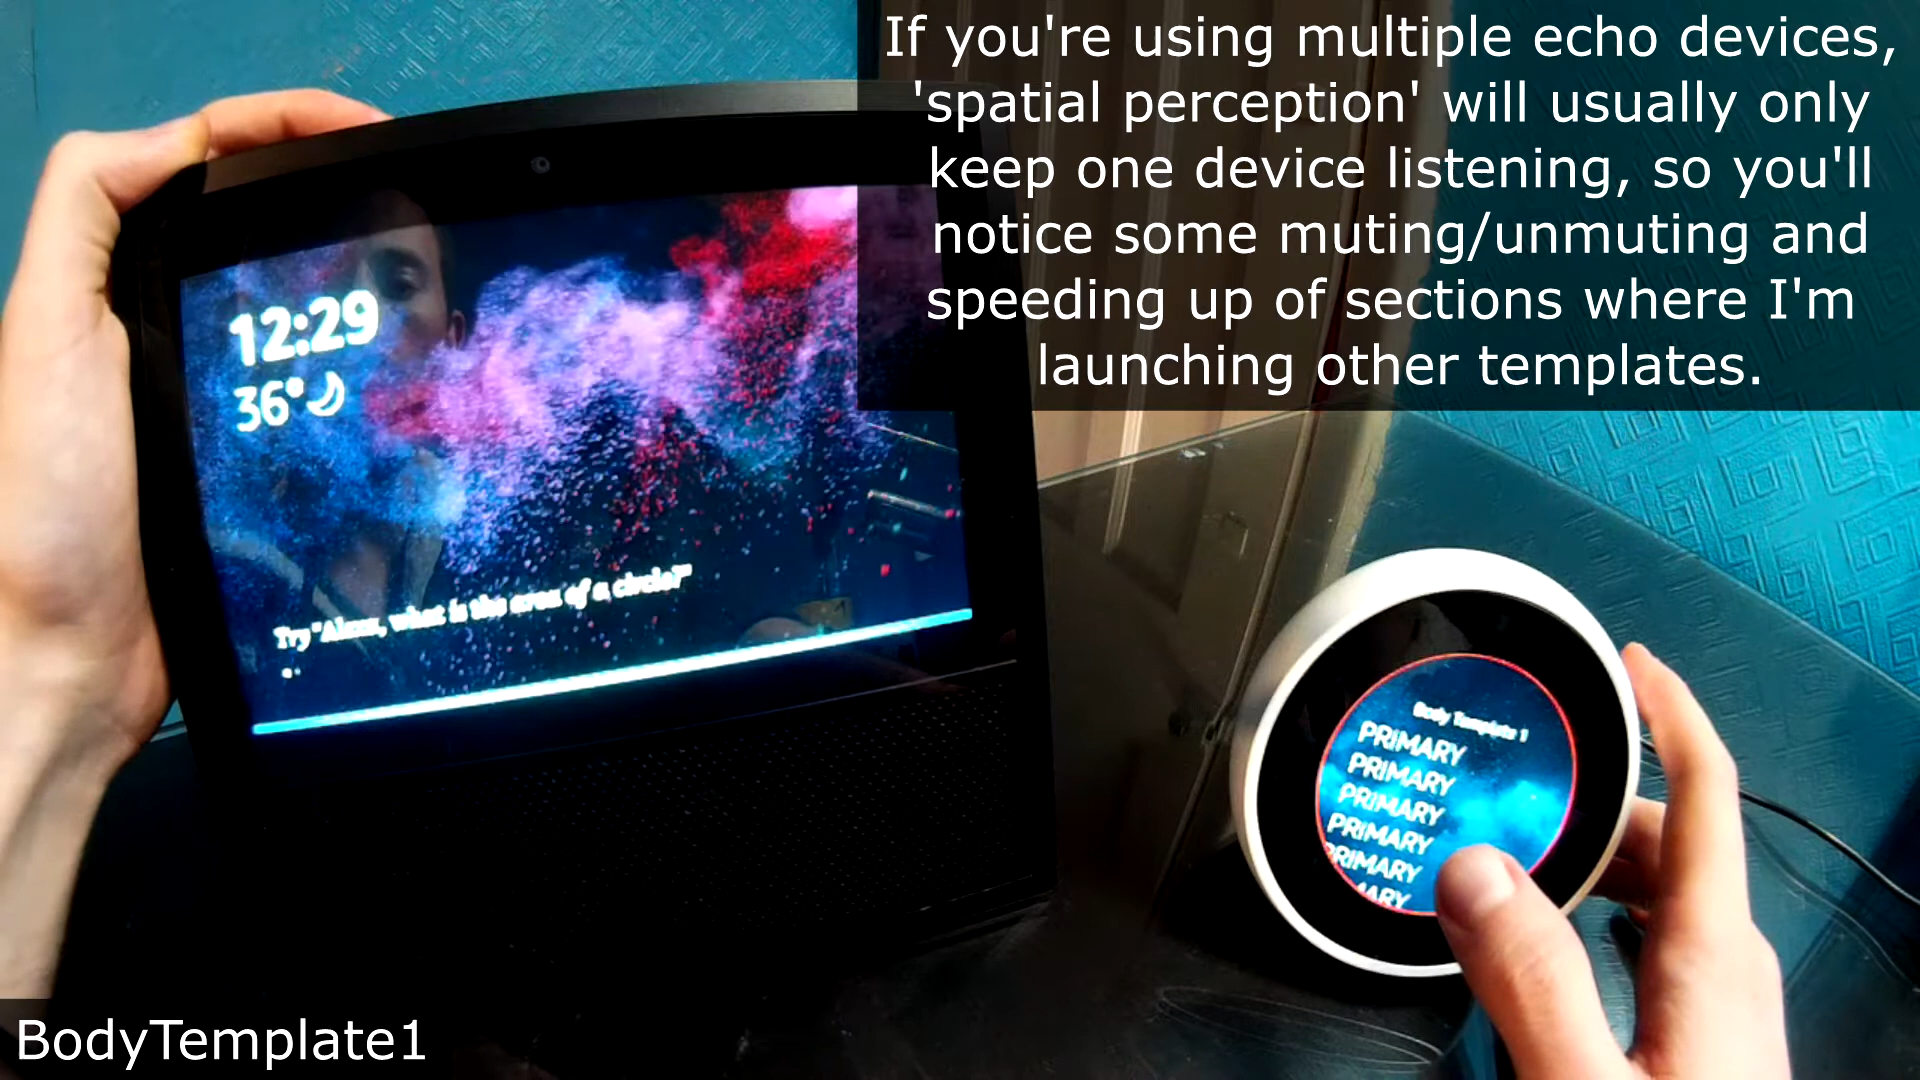 If you're using multiple echo devices,
'spatial perception' will usually only
keep one device listening, so you'll
notice some muting/unmuting and
speeding up of sections where I'm
launching other templates.
12:29
36°
Try "Alexa, what is the area of a circle?"
Body Template 1
PRIMARY
PRIMARY
PRIMARY
PRIMARY
PRIMARY
MARY
BodyTemplate1